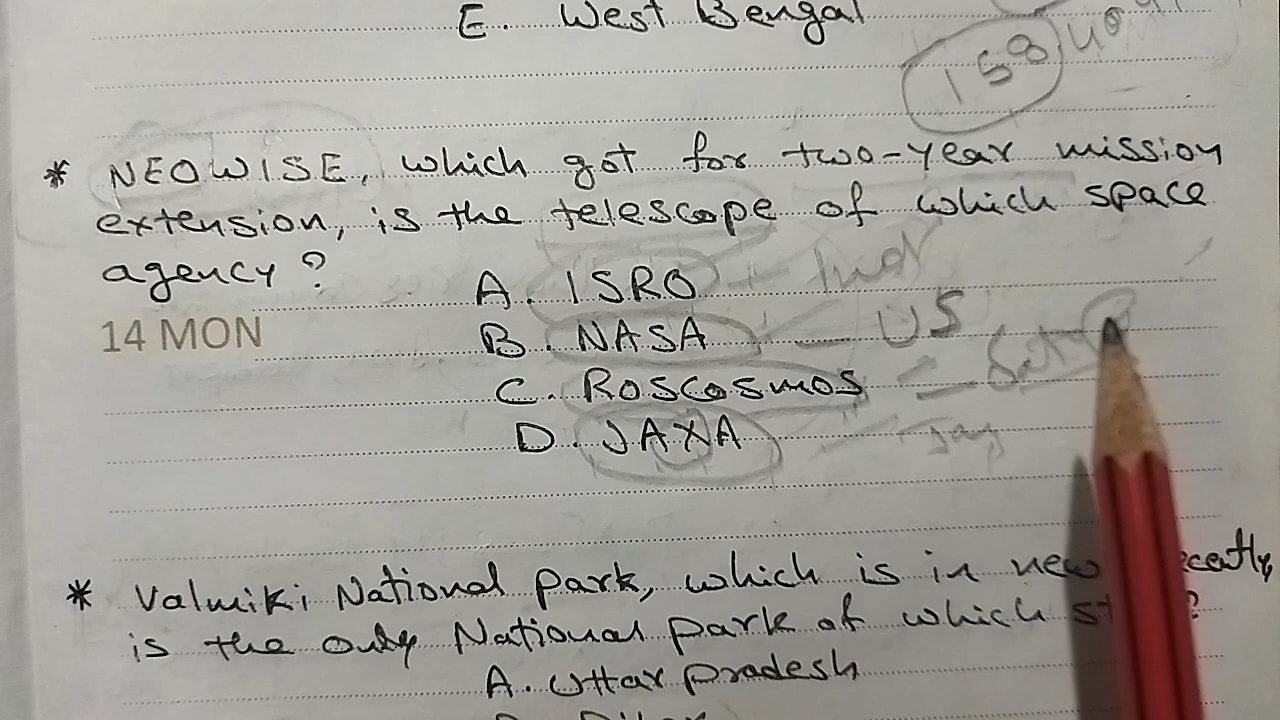 E. West Bengal
158
* NEOWISE, which got for two-year mission
extension, is the telescope of which space
agency?
A. ISRO
B. NASA US
C. Roscosmos
D. JAXA
14 MON
* Valmiki National park, which is in new ecently,
is the only National park of which st ?
A. Uttar pradesh